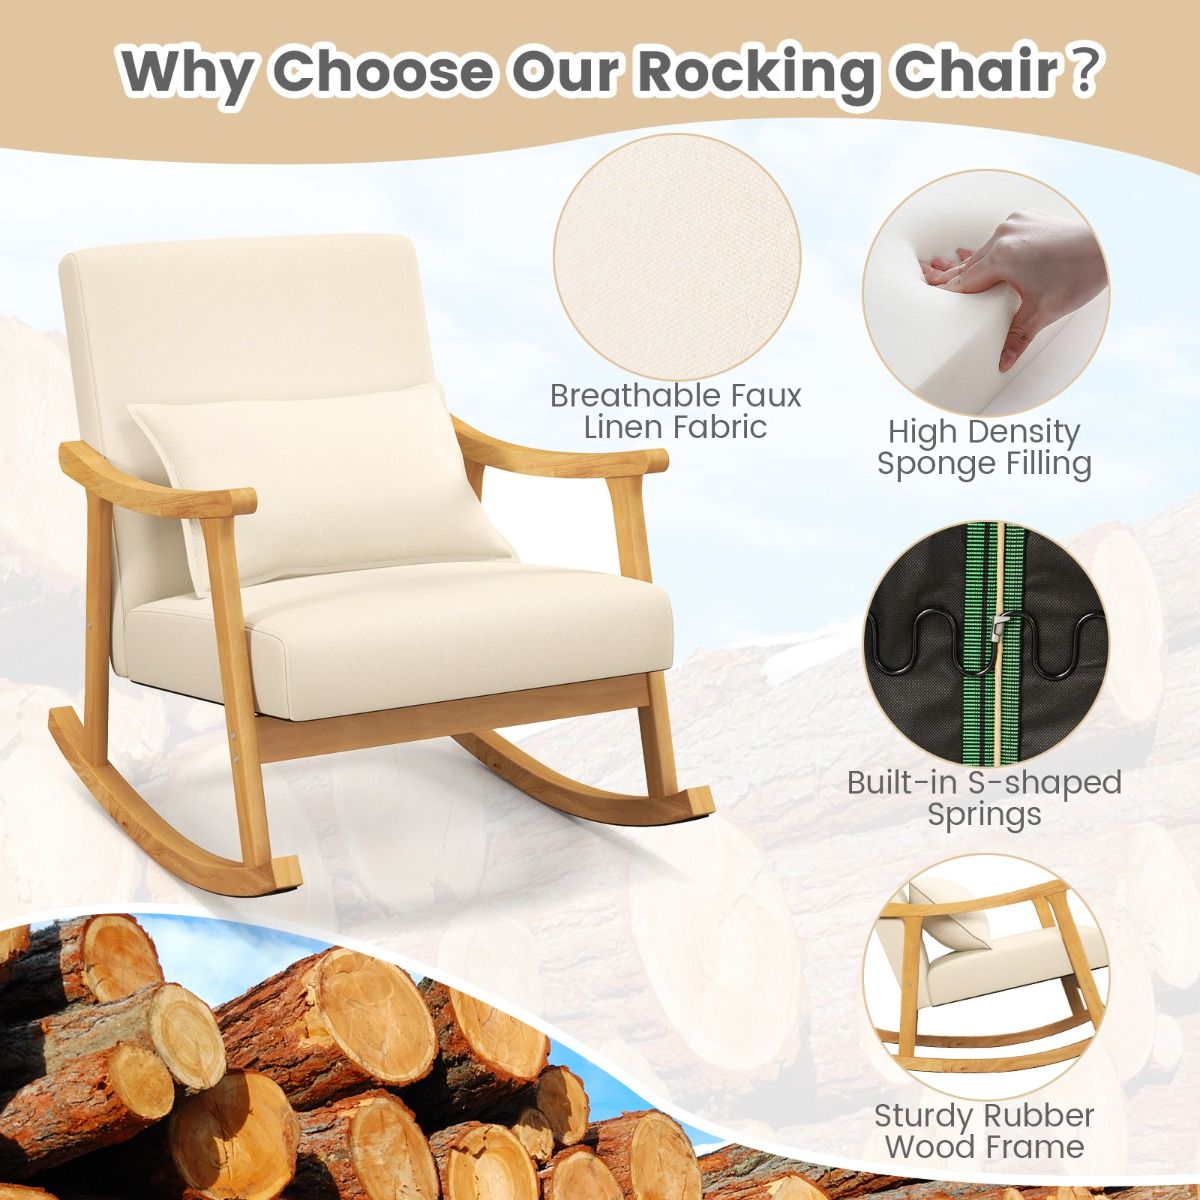 Why Choose Our Rocking Chair？
Breathable Faux
Linen Fabric
High Density
Sponge Filling
Built-in S-shaped
Springs
Sturdy Rubber
Wood Frame